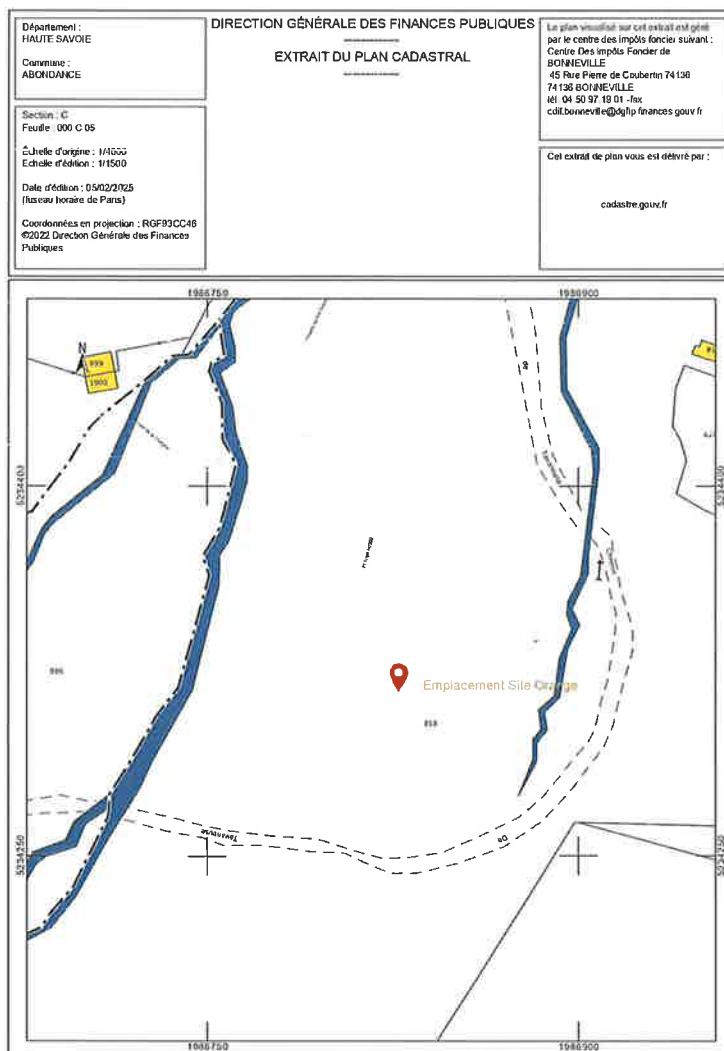 Département :
HAUTE SAVOIE
Commune :
ABONDANCE
Section : C
Feuille : 000 C 05
Échelle d'origine : 1/4000
Échelle d'édition : 1/1500
Date d'édition : 05/02/2025
(fuseau horaire de Paris)
Coordonnées en projection : RGF93CC46
©2022 Direction Générale des Finances
Publiques
DIRECTION GÉNÉRALE DES FINANCES PUBLIQUES
EXTRAIT DU PLAN CADASTRAL
Le plan visualisé sur cet extrait est géré
par le centre des impôts foncier suivant :
Centre Des Impôts Foncier de
BONNEVILLE
45 Rue Pierre de Coubertin 74136
74136 BONNEVILLE
tél. 04 50 97 19 01 -fax
cdif.bonneville@dgfip.finances.gouv.fr
Cet extrait de plan vous est délivré par :
cadastre.gouv.fr
1986750
1986900
N
de
Tavaneuse
5234400
5234400
Chemin
Emplacement Site Orange
Tavaneuse
De
5234250
5234250
1986750
1986900